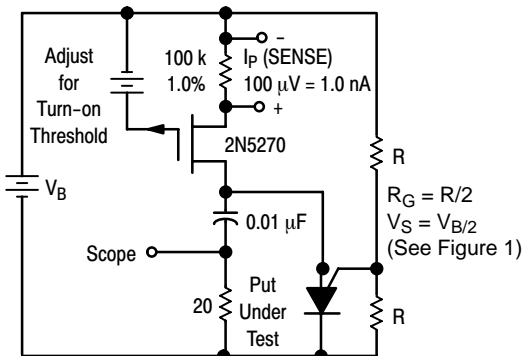 Adjust
for
Turn−on
Threshold
100 k
1.0%
−
IP (SENSE)
100 μV = 1.0 nA
+
2N5270
VB
0.01 μF
Scope
20
Put
Under
Test
R
RG = R/2
VS = VB/2
(See Figure 1)
R